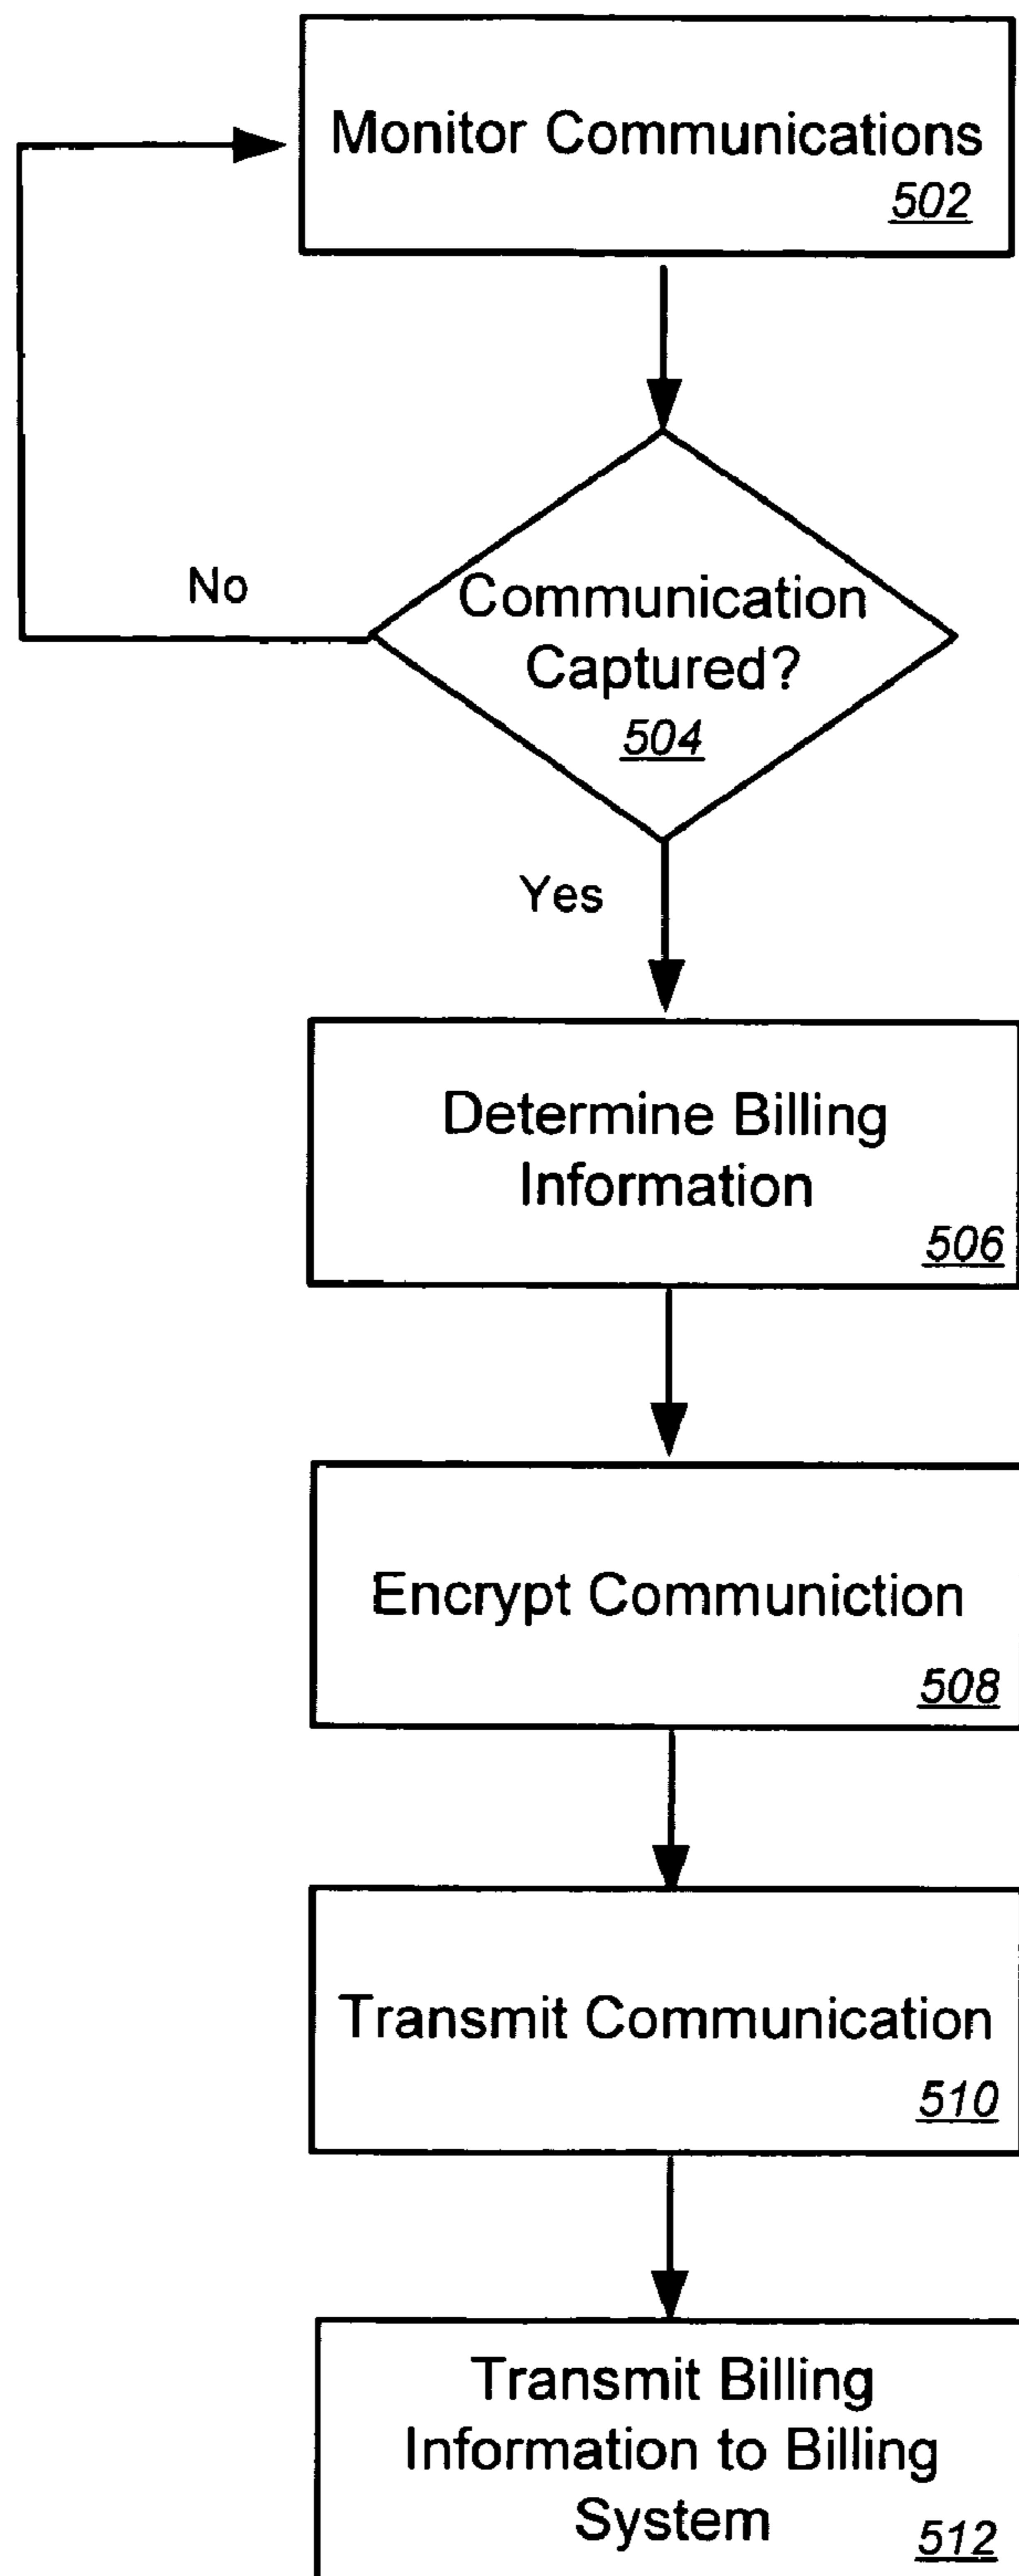 Monitor Communications
502
Communication
Captured?
504
No
Yes
Determine Billing
Information
506
Encrypt Communiction
508
Transmit Communication
510
Transmit Billing
Information to Billing
System
512